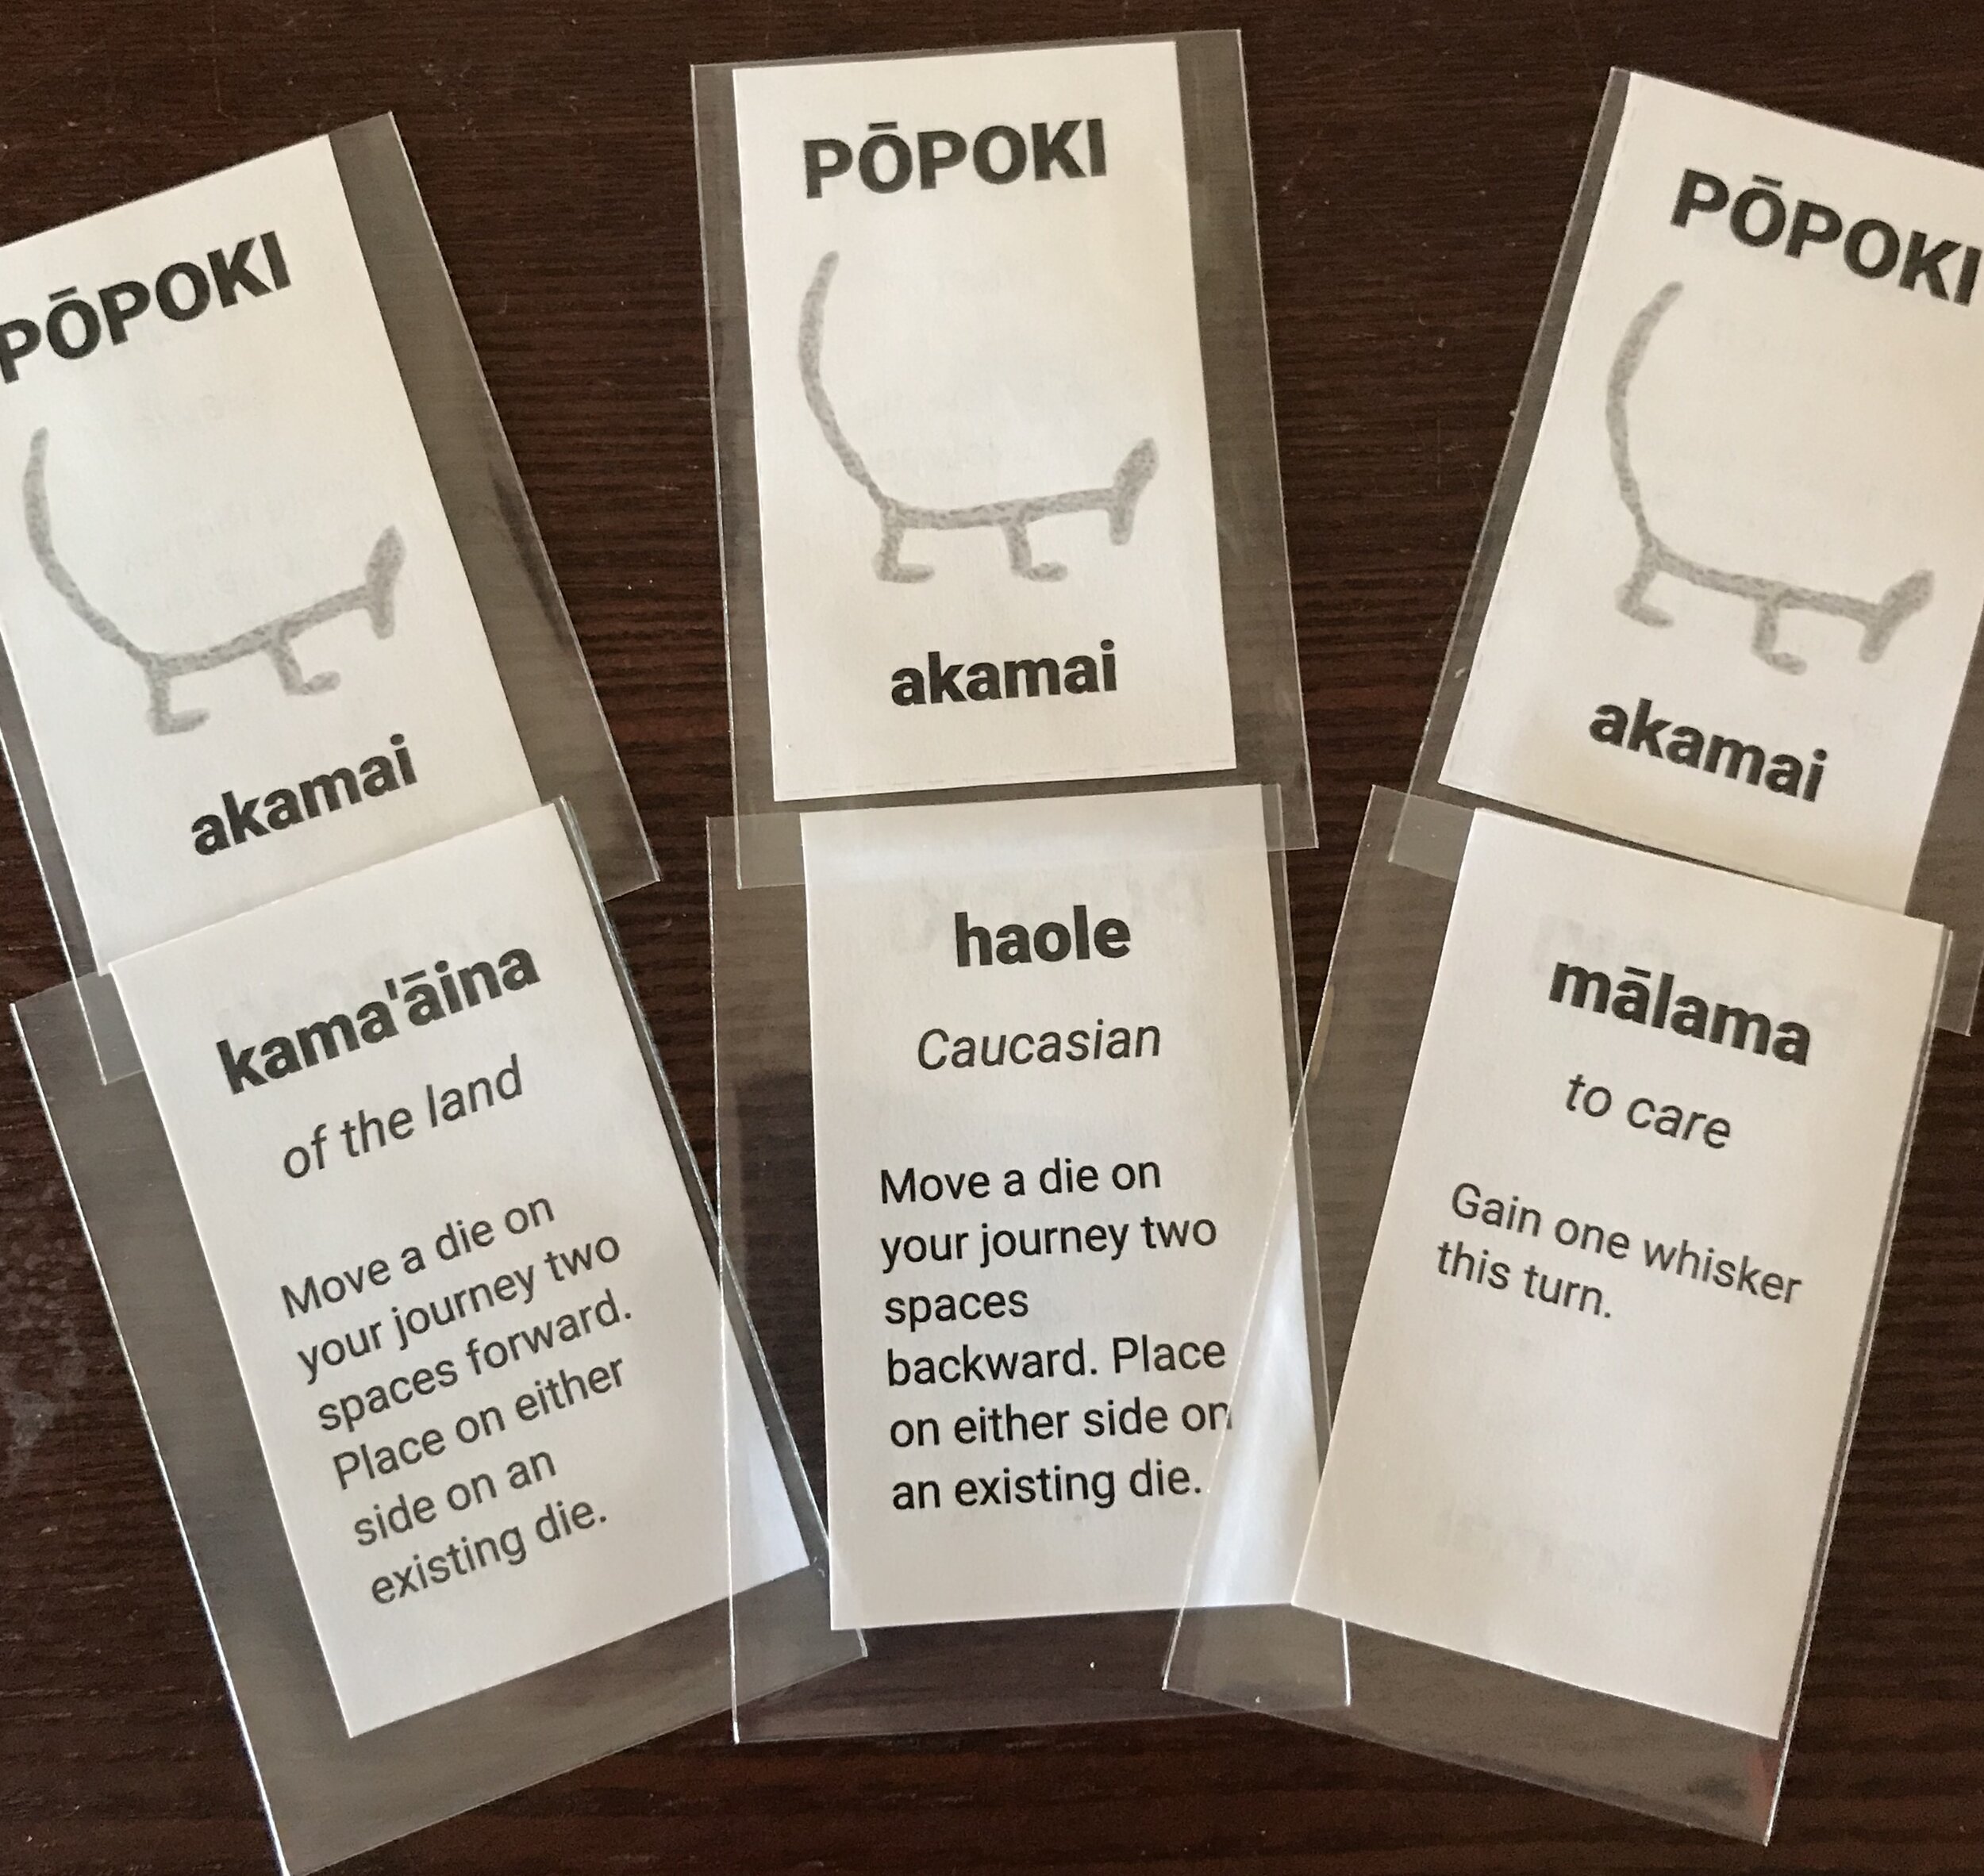 PŌPOKI
akamai
PŌPOKI
akamai
PŌPOKI
akamai
kama'āina
of the land
Move a die on
your journey two
spaces forward.
Place on either
side on an
existing die.
haole
Caucasian
Move a die on
your journey two
spaces
backward. Place
on either side on
an existing die.
mālama
to care
Gain one whisker
this turn.